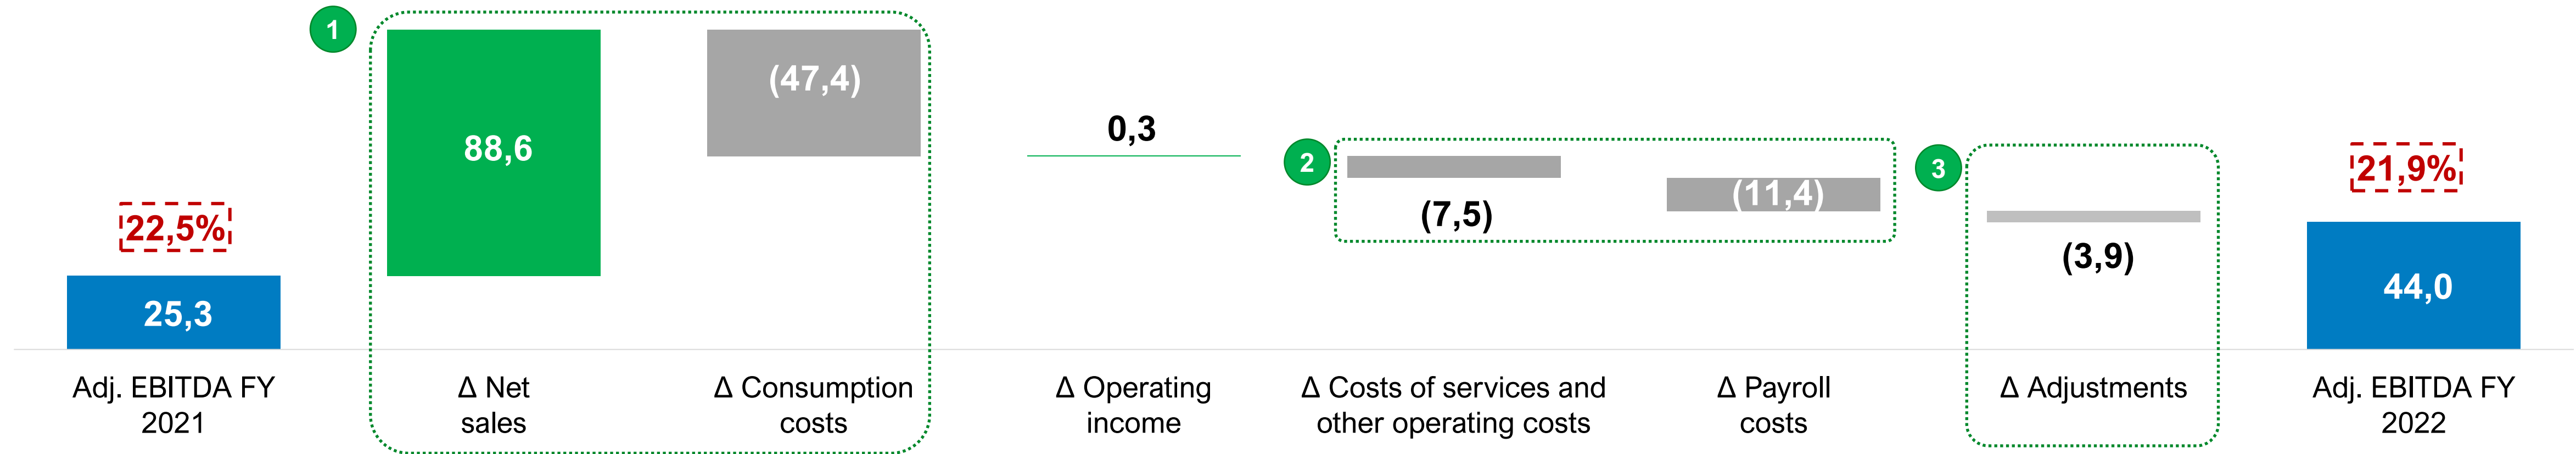 1
88,6
(47,4)
0,3
2
(7,5)
(11,4)
3
(3,9)
22,5%
25,3
21,9%
44,0
Adj. EBITDA FY
2021
Δ Net
sales
Δ Consumption
costs
Δ Operating
income
Δ Costs of services and
other operating costs
Δ Payroll
costs
Δ Adjustments
Adj. EBITDA FY
2022